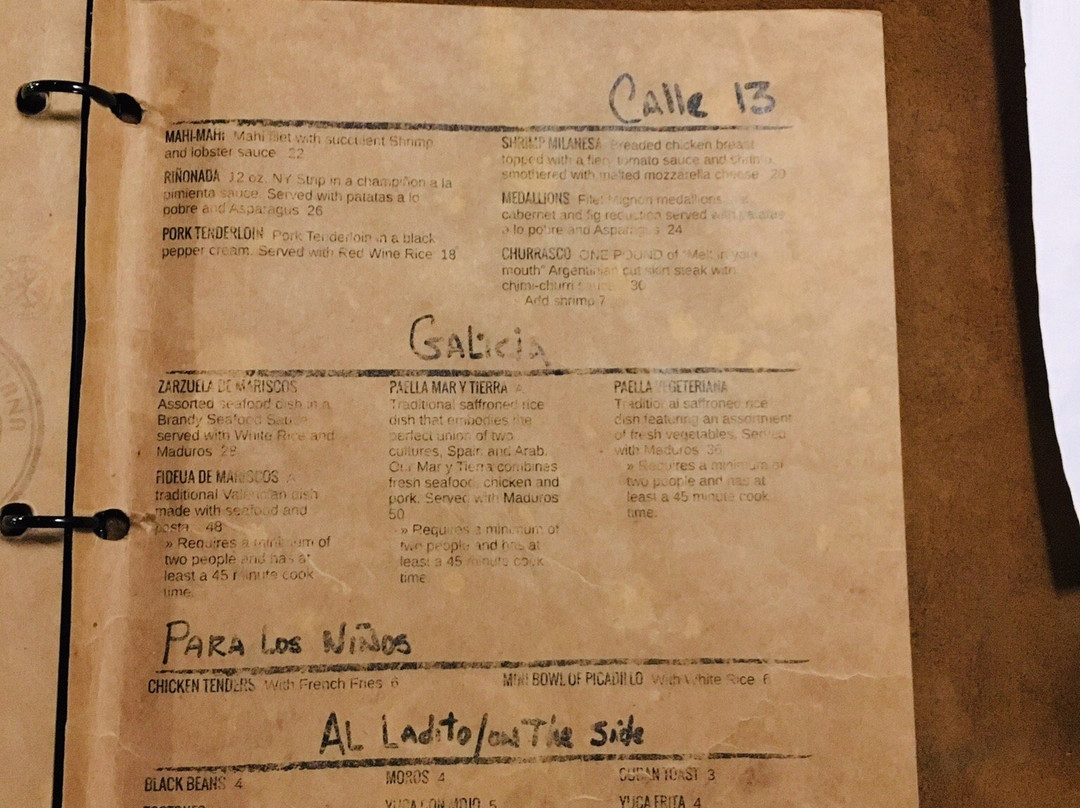 Calle 13
MAHI-MAHI Mahi filet with succulent Shrimp
and lobster sauce 22
RIÑONADA 12 oz. NY Strip in a champiñon a la
pimienta sauce. Served with patatas a lo
pobre and Asparagus 26
PORK TENDERLOIN Pork Tenderloin in a black
pepper cream. Served with Red Wine Rice 18
SHRIMP MILANESA Breaded chicken breast
topped with a fiery tomato sauce and shrimp,
smothered with melted mozzarella cheese 20
MEDALLIONS Filet Mignon medallions
cabernet and fig reduction served with patatas
a lo pobre and Asparagus 24
CHURRASCO ONE POUND of "Melt in your
mouth" Argentinian cut skirt steak with
chimi-churri sauce 30
Add shrimp 7
Galicia
ZARZUELA DE MARISCOS
Assorted seafood dish in a
Brandy Seafood Sauce
served with White Rice and
Maduros 28
FIDEUA DE MARISCOS A
traditional Valencian dish
made with seafood and
pasta. 48
» Requires a minimum of
two people and has at
least a 45 minute cook
time.
PAELLA MAR Y TIERRA A
Traditional saffroned rice
dish that embodies the
perfect union of two
cultures, Spain and Arab.
Our Mar y Tierra combines
fresh seafood, chicken and
pork. Served with Maduros
50
» Requires a minimum of
two people and has at
least a 45 minute cook
time.
PAELLA VEGETERIANA
Traditional saffroned rice
dish featuring an assortment
of fresh vegetables. Served
with Maduros 36
» Requires a minimum of
two people and has at
least a 45 minute cook
time.
Para Los Niños
CHICKEN TENDERS With French Fries 6
MINI BOWL OF PICADILLO With White Rice 6
AL Ladito/on The side
BLACK BEANS 4
MOROS 4
CUBAN TOAST 3
TOSTONES
YUCA CON MOJO 5
YUCA FRITA 4